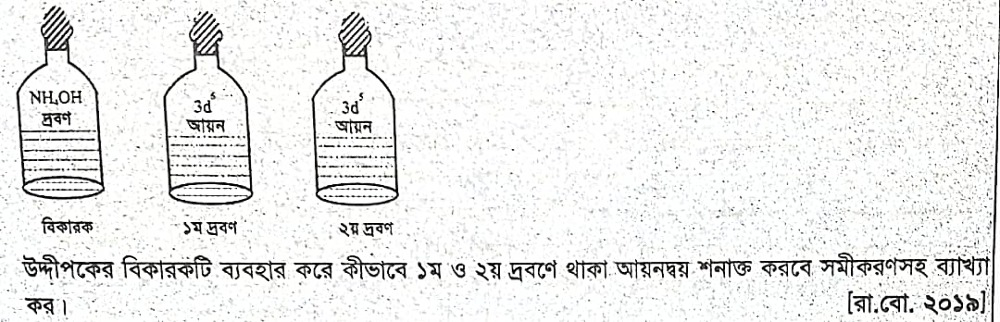 NH₄OH
দ্রবণ
3d⁵
আয়ন
3d⁵
আয়ন
বিকারক
১ম দ্রবণ
২য় দ্রবণ
উদ্দীপকের বিকারকটি ব্যবহার করে কীভাবে ১ম ও ২য় দ্রবণে থাকা আয়নদ্বয় শনাক্ত করবে সমীকরণসহ ব্যাখ্যা
কর।
[রা.বো. ২০১৯]